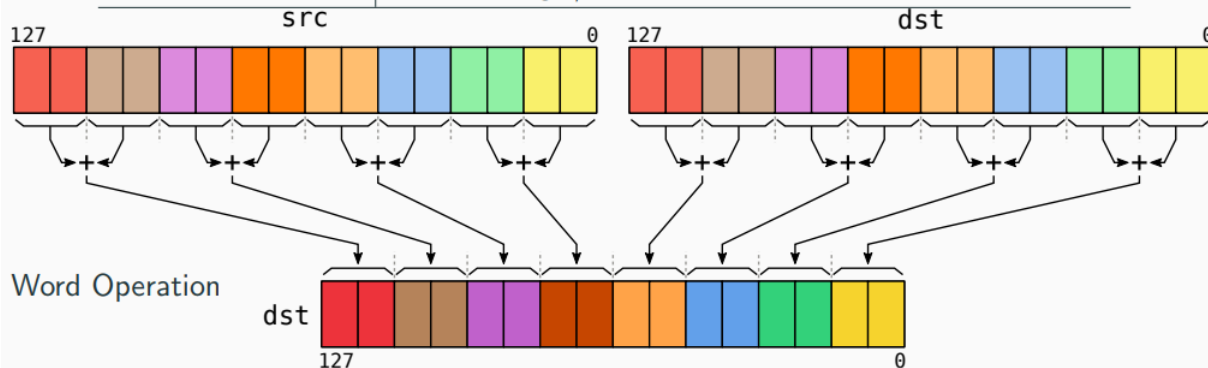 src dst
127 0 127 0
+ + + + + + + +
Word Operation
dst
127 0